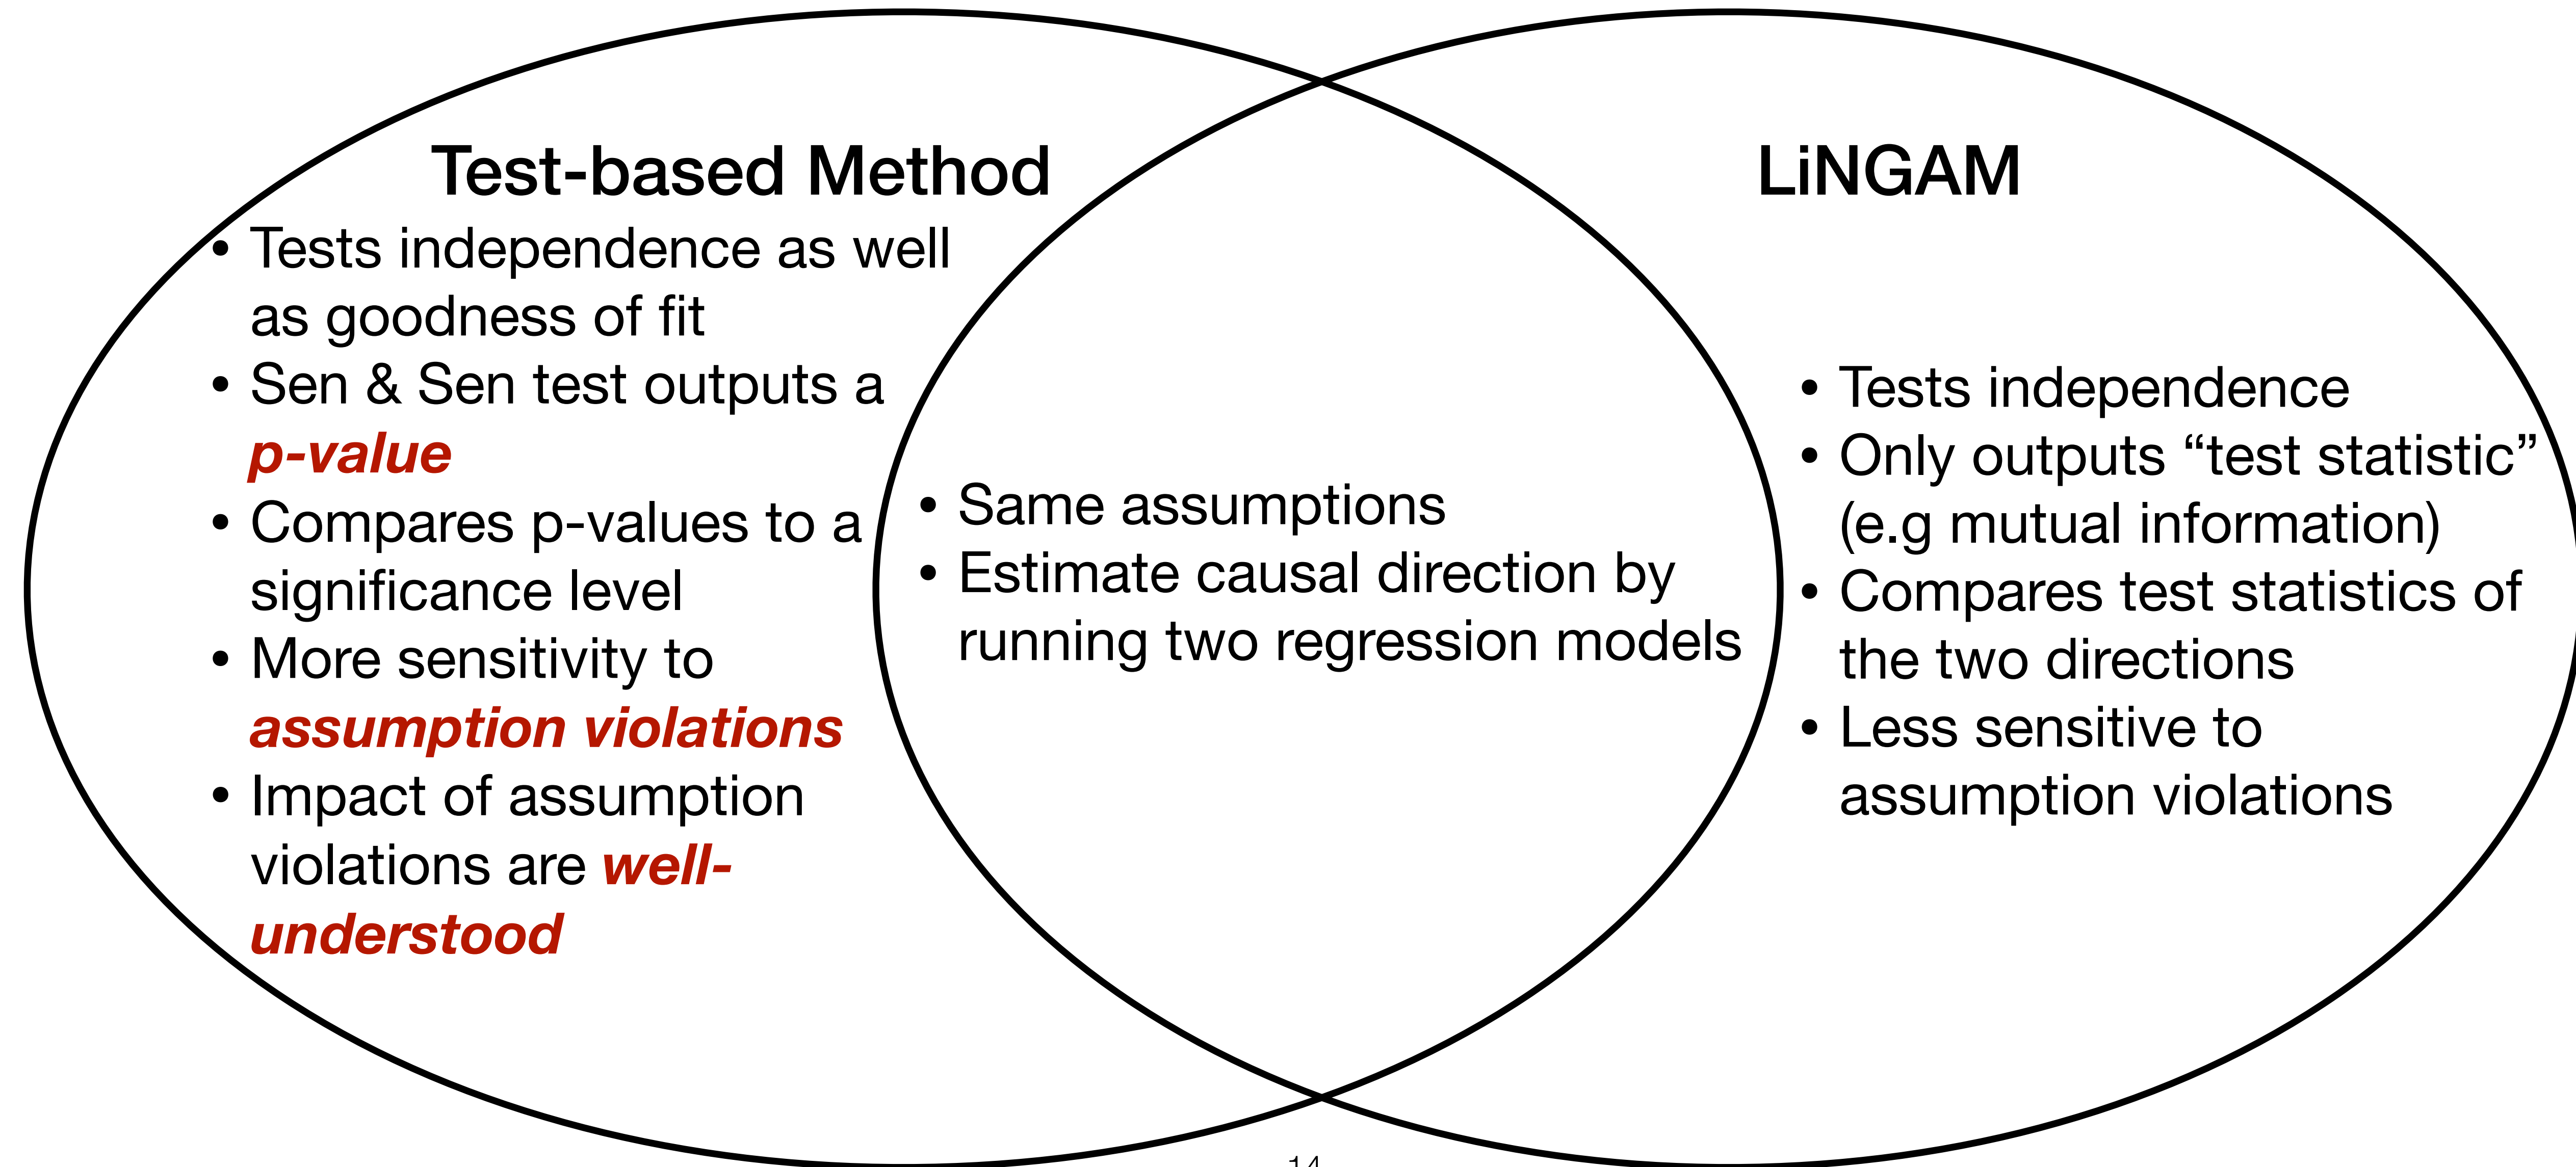 Test-based Method
• Tests independence as well
as goodness of fit
• Sen & Sen test outputs a
p-value
• Compares p-values to a
significance level
• More sensitivity to
assumption violations
• Impact of assumption
violations are well-
understood
• Same assumptions
• Estimate causal direction by
running two regression models
LiNGAM
• Tests independence
• Only outputs “test statistic”
(e.g mutual information)
• Compares test statistics of
the two directions
• Less sensitive to
assumption violations
14